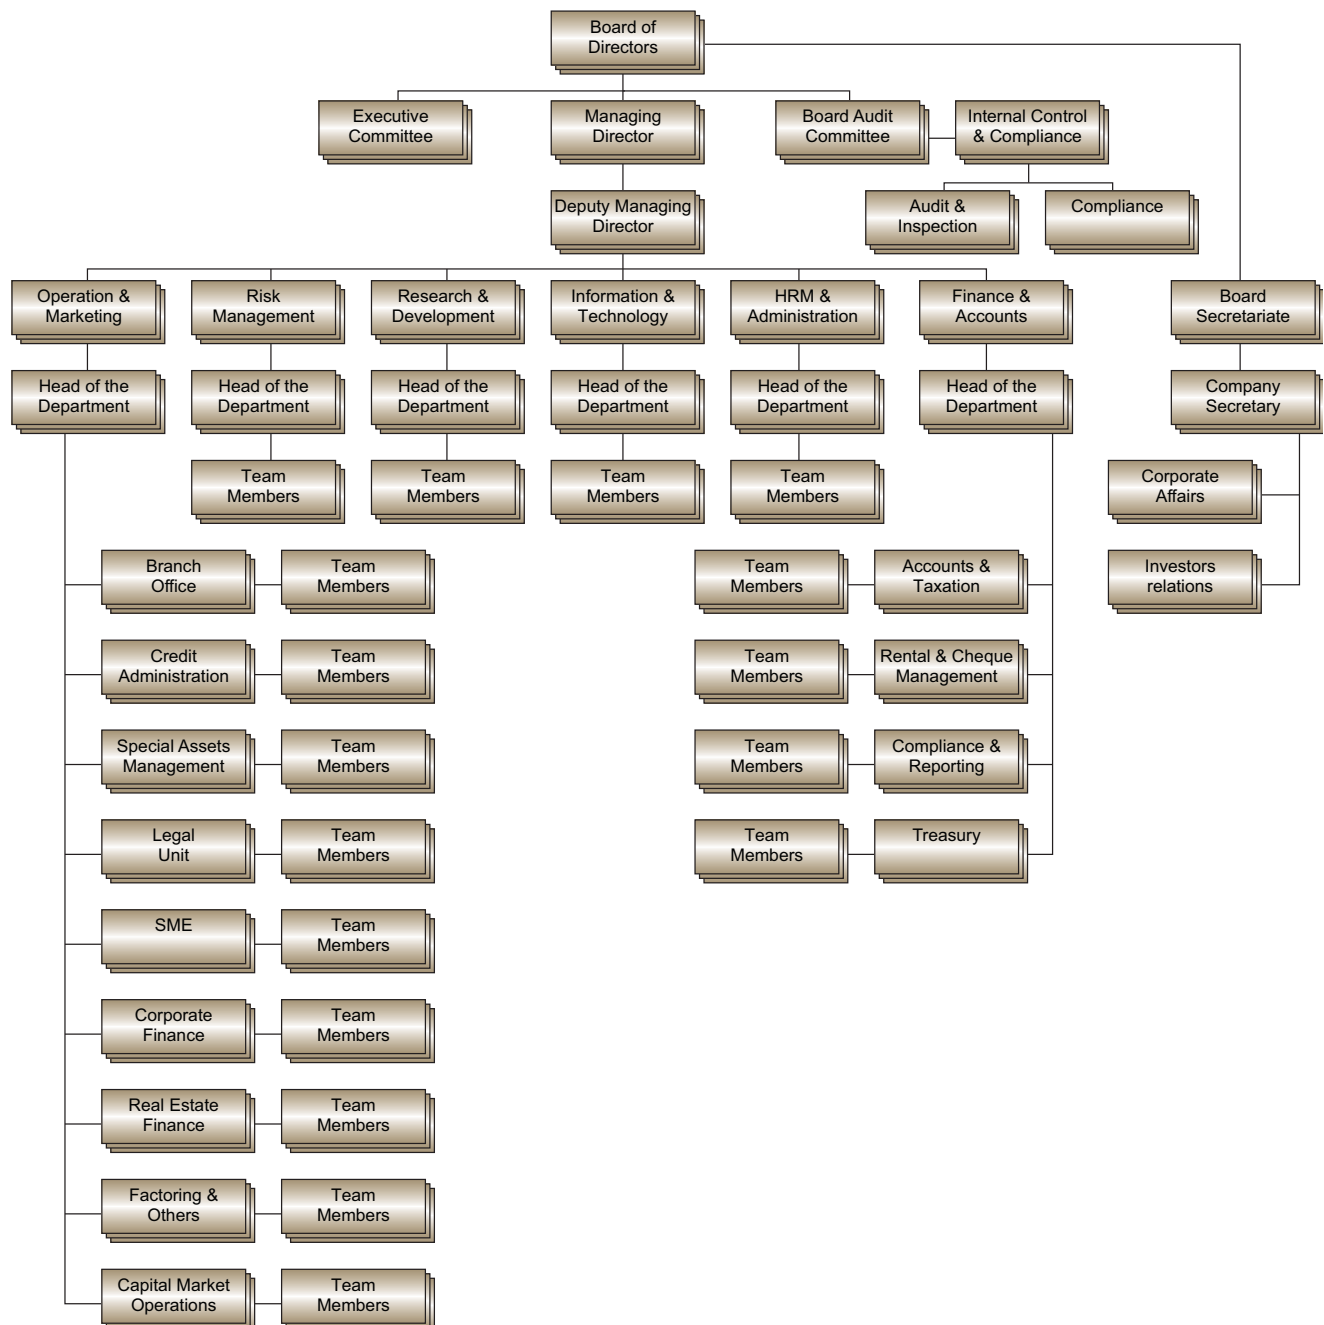 Board of
Directors
Executive
Committee
Managing
Director
Board Audit
Committee
Internal Control
& Compliance
Deputy Managing
Director
Audit &
Inspection
Compliance
Operation &
Marketing
Risk
Management
Research &
Development
Information &
Technology
HRM &
Administration
Finance &
Accounts
Board
Secretariate
Head of the
Department
Head of the
Department
Head of the
Department
Head of the
Department
Head of the
Department
Head of the
Department
Company
Secretary
Team
Members
Team
Members
Team
Members
Team
Members
Corporate
Affairs
Branch
Office
Team
Members
Team
Members
Accounts &
Taxation
Investors
relations
Credit
Administration
Team
Members
Team
Members
Rental & Cheque
Management
Special Assets
Management
Team
Members
Team
Members
Compliance &
Reporting
Legal
Unit
Team
Members
Team
Members
Treasury
SME
Team
Members
Corporate
Finance
Team
Members
Real Estate
Finance
Team
Members
Factoring &
Others
Team
Members
Capital Market
Operations
Team
Members